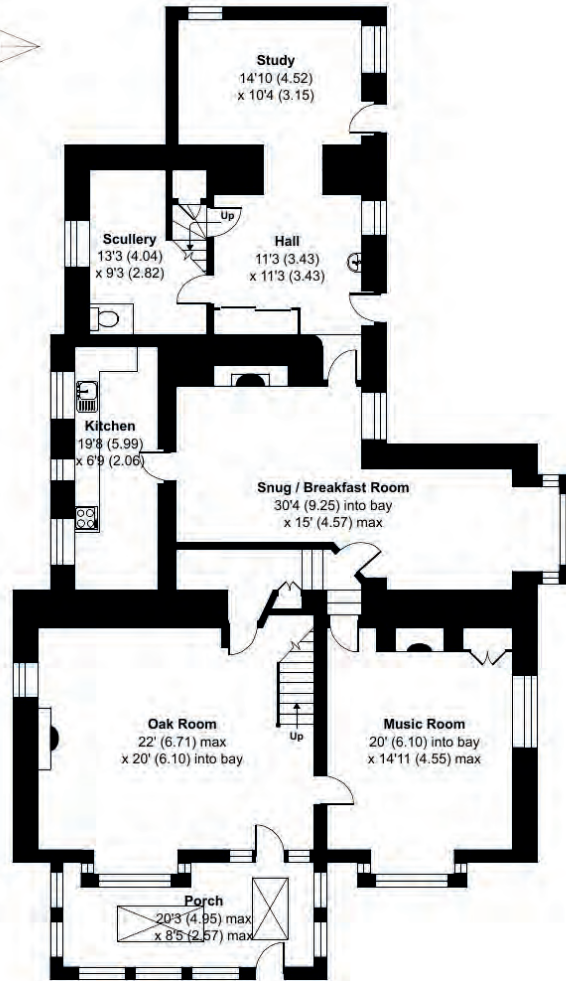 Study
14'10 (4.52)
x 10'4 (3.15)
Up
Scullery
13'3 (4.04)
x 9'3 (2.82)
Hall
11'3 (3.43)
x 11'3 (3.43)
Kitchen
19'8 (5.99)
x 6'9 (2.06)
Snug / Breakfast Room
30'4 (9.25) into bay
x 15' (4.57) max
Oak Room
22' (6.71) max
x 20' (6.10) into bay
Up
Music Room
20' (6.10) into bay
x 14'11 (4.55) max
Porch
20'3 (4.95) max
x 8'5 (2.57) max